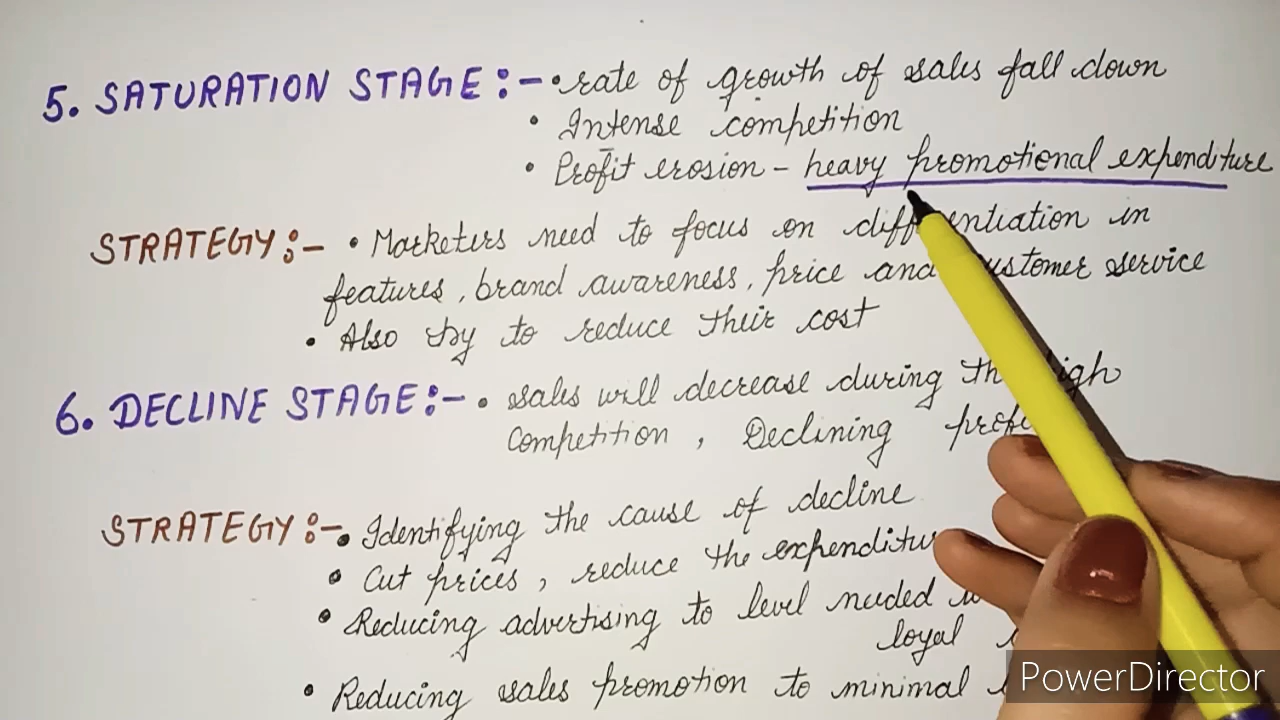 5. SATURATION STAGE :- • rate of growth of sales fall down
• Intense competition
• Profit erosion - heavy promotional expenditure
STRATEGY :- • Marketers need to focus on differentiation in
features, brand awareness, price and customer service
• Also try to reduce their cost
6. DECLINE STAGE :- • sales will decrease during the high
competition, Declining
STRATEGY :- • Identifying the cause of decline
• Cut prices, reduce the
• Reducing advertising to level needed
loyal
• Reducing sales promotion to minimal
PowerDirector